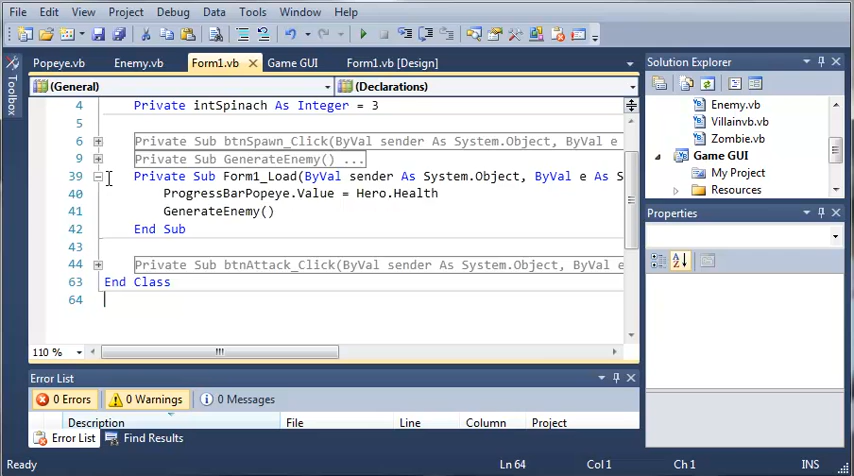 File Edit View Project Debug Data Tools Window Help
Popeye.vb Enemy.vb Form1.vb Game GUI Form1.vb [Design]
(General) (Declarations)
Toolbox
4 Private intSpinach As Integer = 3
5
6 Private Sub btnSpawn_Click(ByVal sender As System.Object, ByVal e
9 Private Sub GenerateEnemy() ...
39 Private Sub Form1_Load(ByVal sender As System.Object, ByVal e As S
40 ProgressBarPopeye.Value = Hero.Health
41 GenerateEnemy()
42 End Sub
43
44 Private Sub btnAttack_Click(ByVal sender As System.Object, ByVal e
63 End Class
64
110 %
Solution Explorer
Enemy.vb
Villainvb.vb
Zombie.vb
Game GUI
My Project
Resources
Properties
Error List
0 Errors 0 Warnings 0 Messages
Description File Line Column Project
Error List Find Results
Ready Ln 64 Col 1 Ch 1 INS